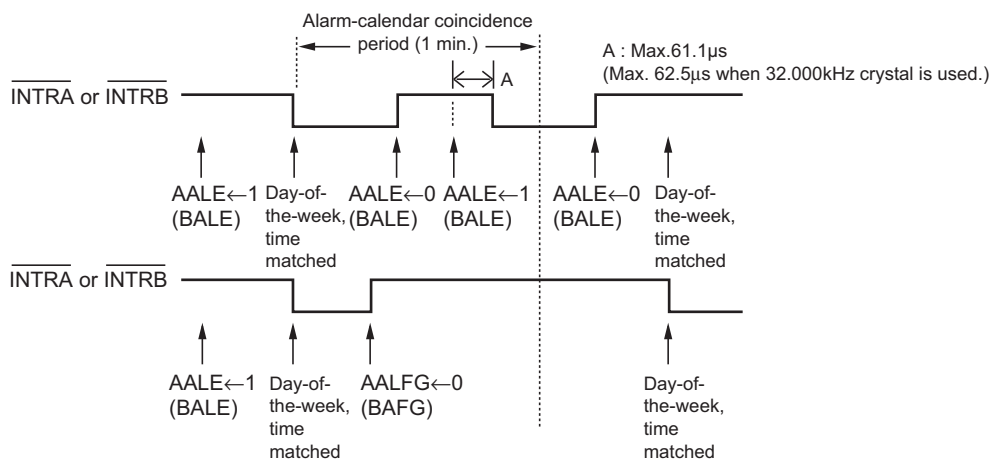 Alarm-calendar coincidence
period (1 min.)
A : Max.61.1µs
(Max. 62.5µs when 32.000kHz crystal is used.)
A
INTRA or INTRB
AALE←1
(BALE)
Day-of-
the-week,
time
matched
AALE←0
(BALE)
AALE←1
(BALE)
AALE←0
(BALE)
Day-of-
the-week,
time
matched
INTRA or INTRB
AALE←1
(BALE)
Day-of-
the-week,
time
matched
AALFG←0
(BAFG)
Day-of-
the-week,
time
matched